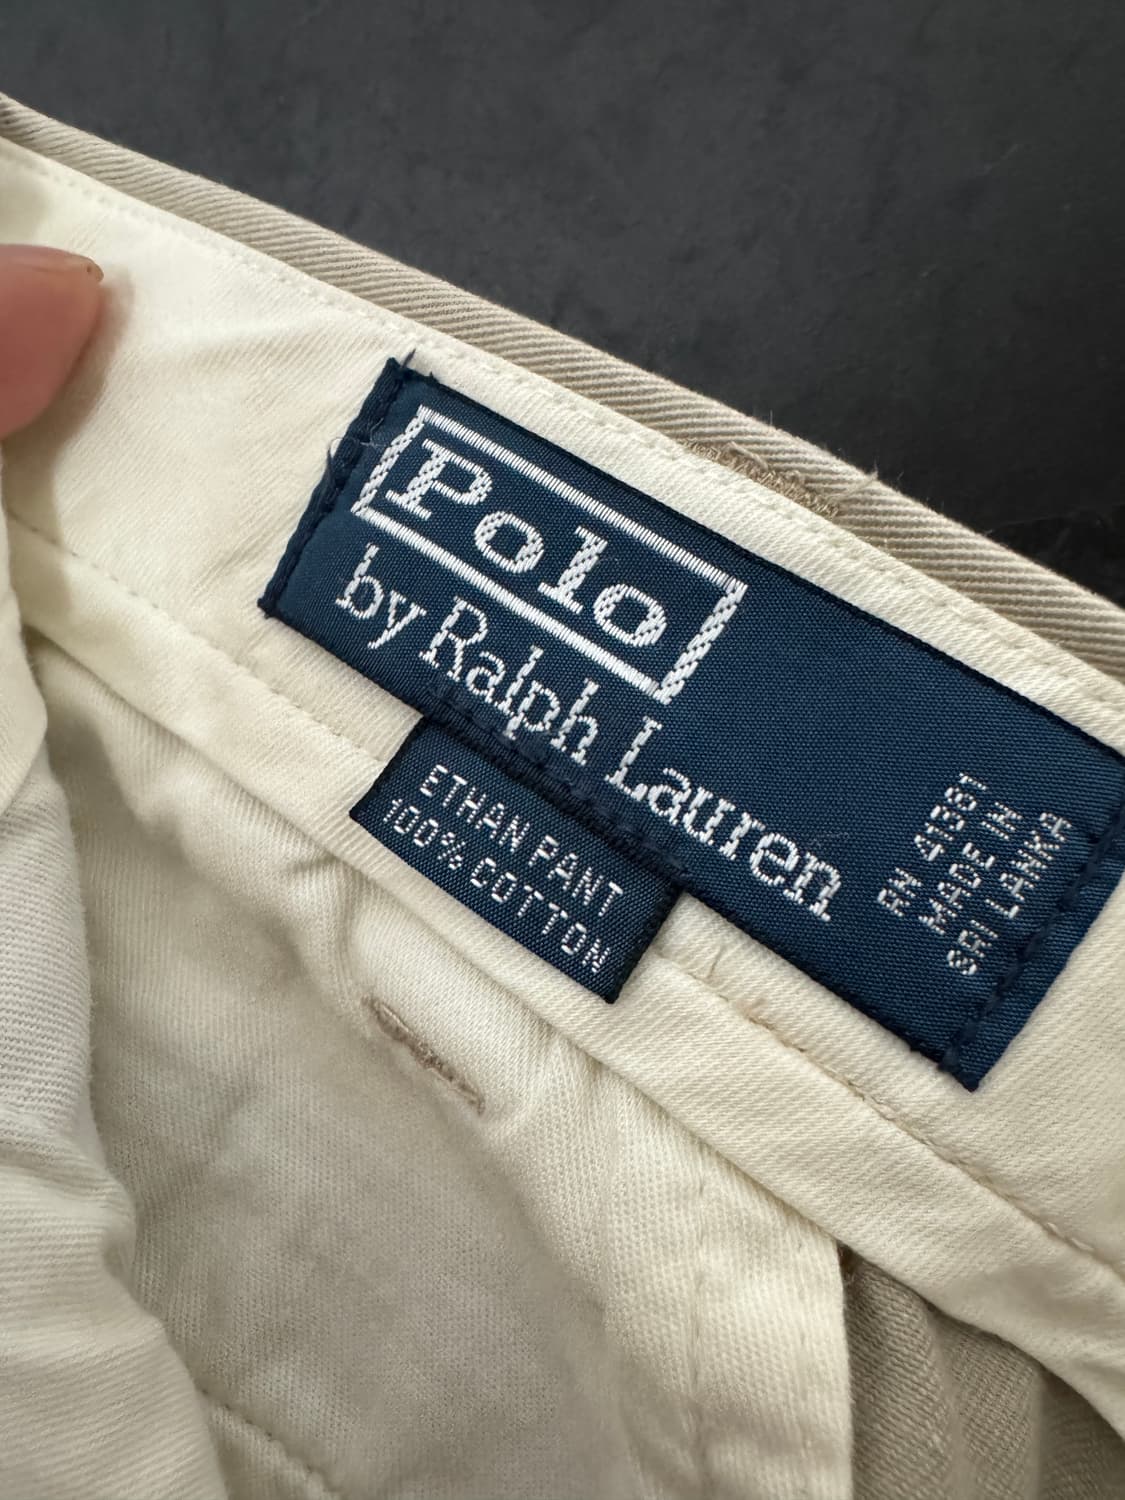 Polo
by Ralph Lauren
RN 41381
MADE IN
SRI LANKA
ETHAN PANT
100% COTTON